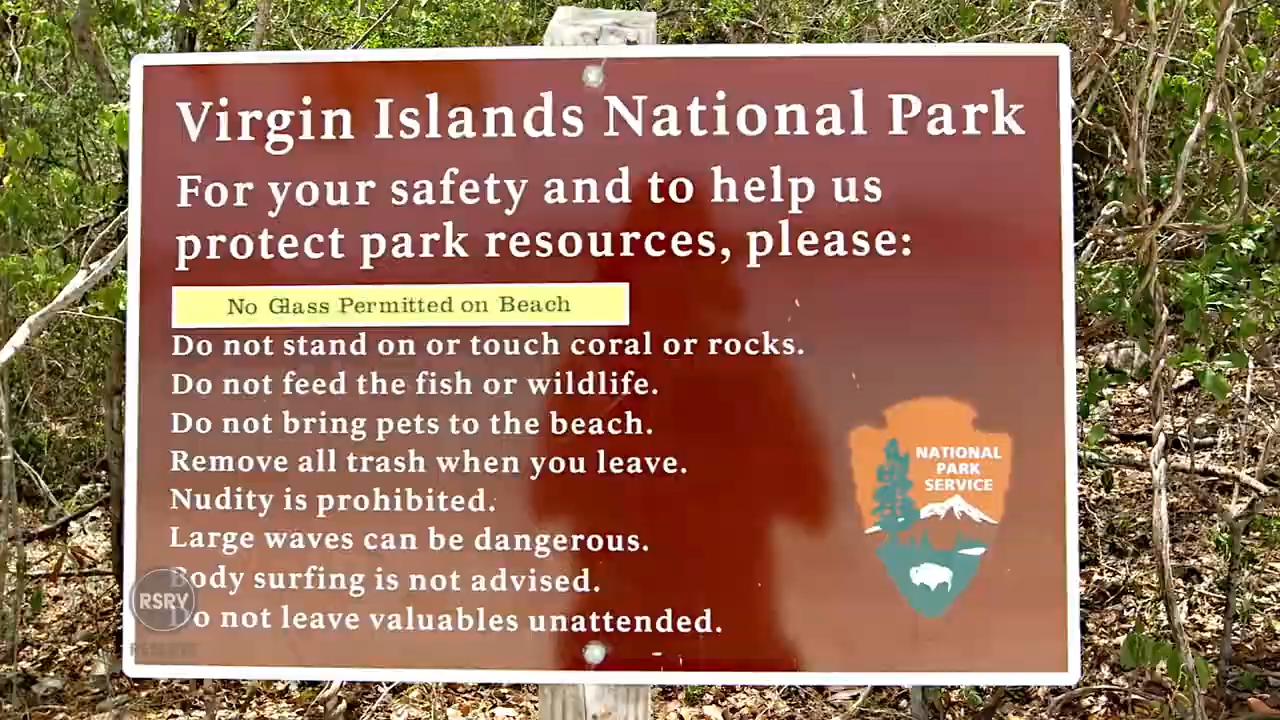 Virgin Islands National Park
For your safety and to help us
protect park resources, please:
No Glass Permitted on Beach
Do not stand on or touch coral or rocks.
Do not feed the fish or wildlife.
Do not bring pets to the beach.
Remove all trash when you leave.
Nudity is prohibited.
Large waves can be dangerous.
Body surfing is not advised.
Do not leave valuables unattended.
NATIONAL
PARK
SERVICE
RSRY